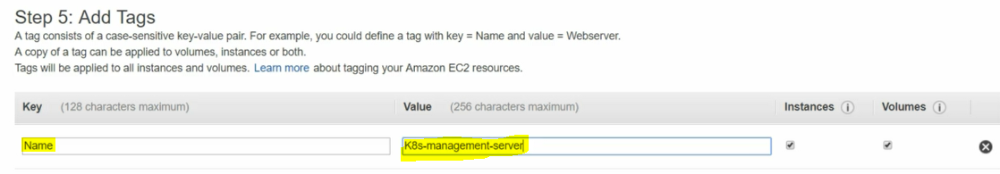 Step 5: Add Tags
A tag consists of a case-sensitive key-value pair. For example, you could define a tag with key = Name and value = Webserver.
A copy of a tag can be applied to volumes, instances or both.
Tags will be applied to all instances and volumes. Learn more about tagging your Amazon EC2 resources.
Key (128 characters maximum) Value (256 characters maximum) Instances i Volumes i
Name K8s-management-server